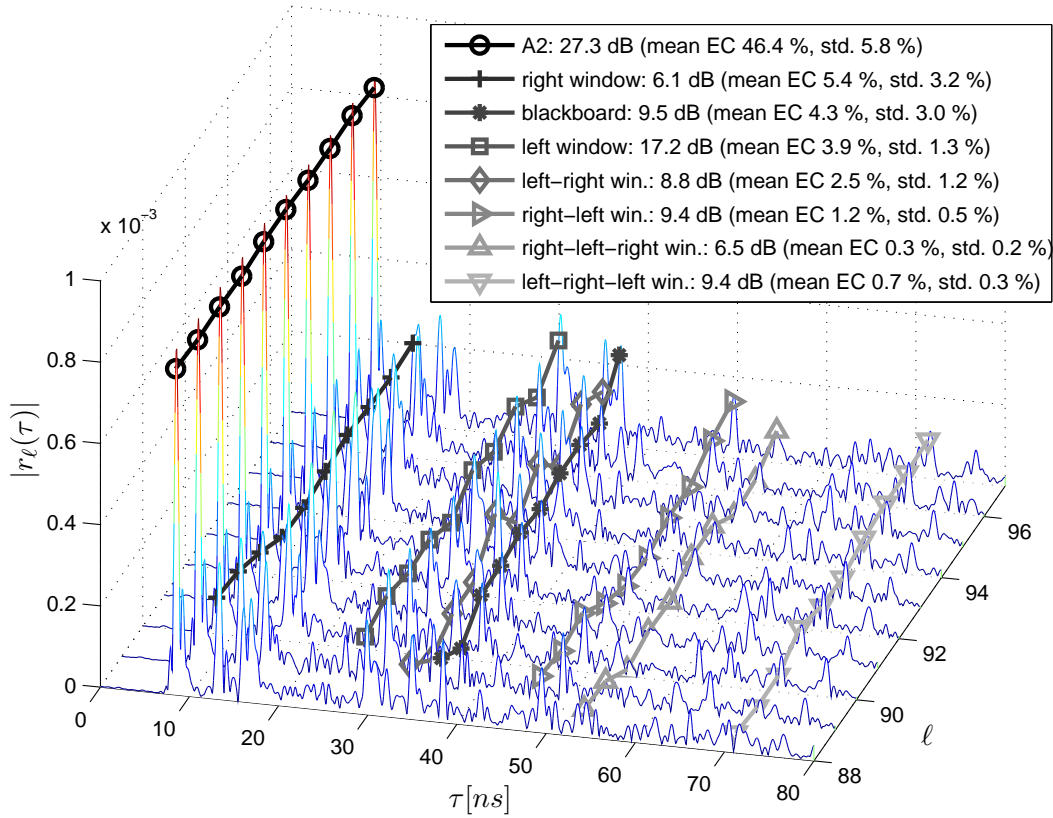 A2: 27.3 dB (mean EC 46.4 %, std. 5.8 %)
right window: 6.1 dB (mean EC 5.4 %, std. 3.2 %)
blackboard: 9.5 dB (mean EC 4.3 %, std. 3.0 %)
left window: 17.2 dB (mean EC 3.9 %, std. 1.3 %)
left−right win.: 8.8 dB (mean EC 2.5 %, std. 1.2 %)
right−left win.: 9.4 dB (mean EC 1.2 %, std. 0.5 %)
right−left−right win.: 6.5 dB (mean EC 0.3 %, std. 0.2 %)
left−right−left win.: 9.4 dB (mean EC 0.7 %, std. 0.3 %)
x 10⁻³
1
0.8
0.6
0.4
0.2
0
|rℓ(τ)|
0
10
20
30
40
50
60
70
80
τ[ns]
88
90
92
94
96
ℓ